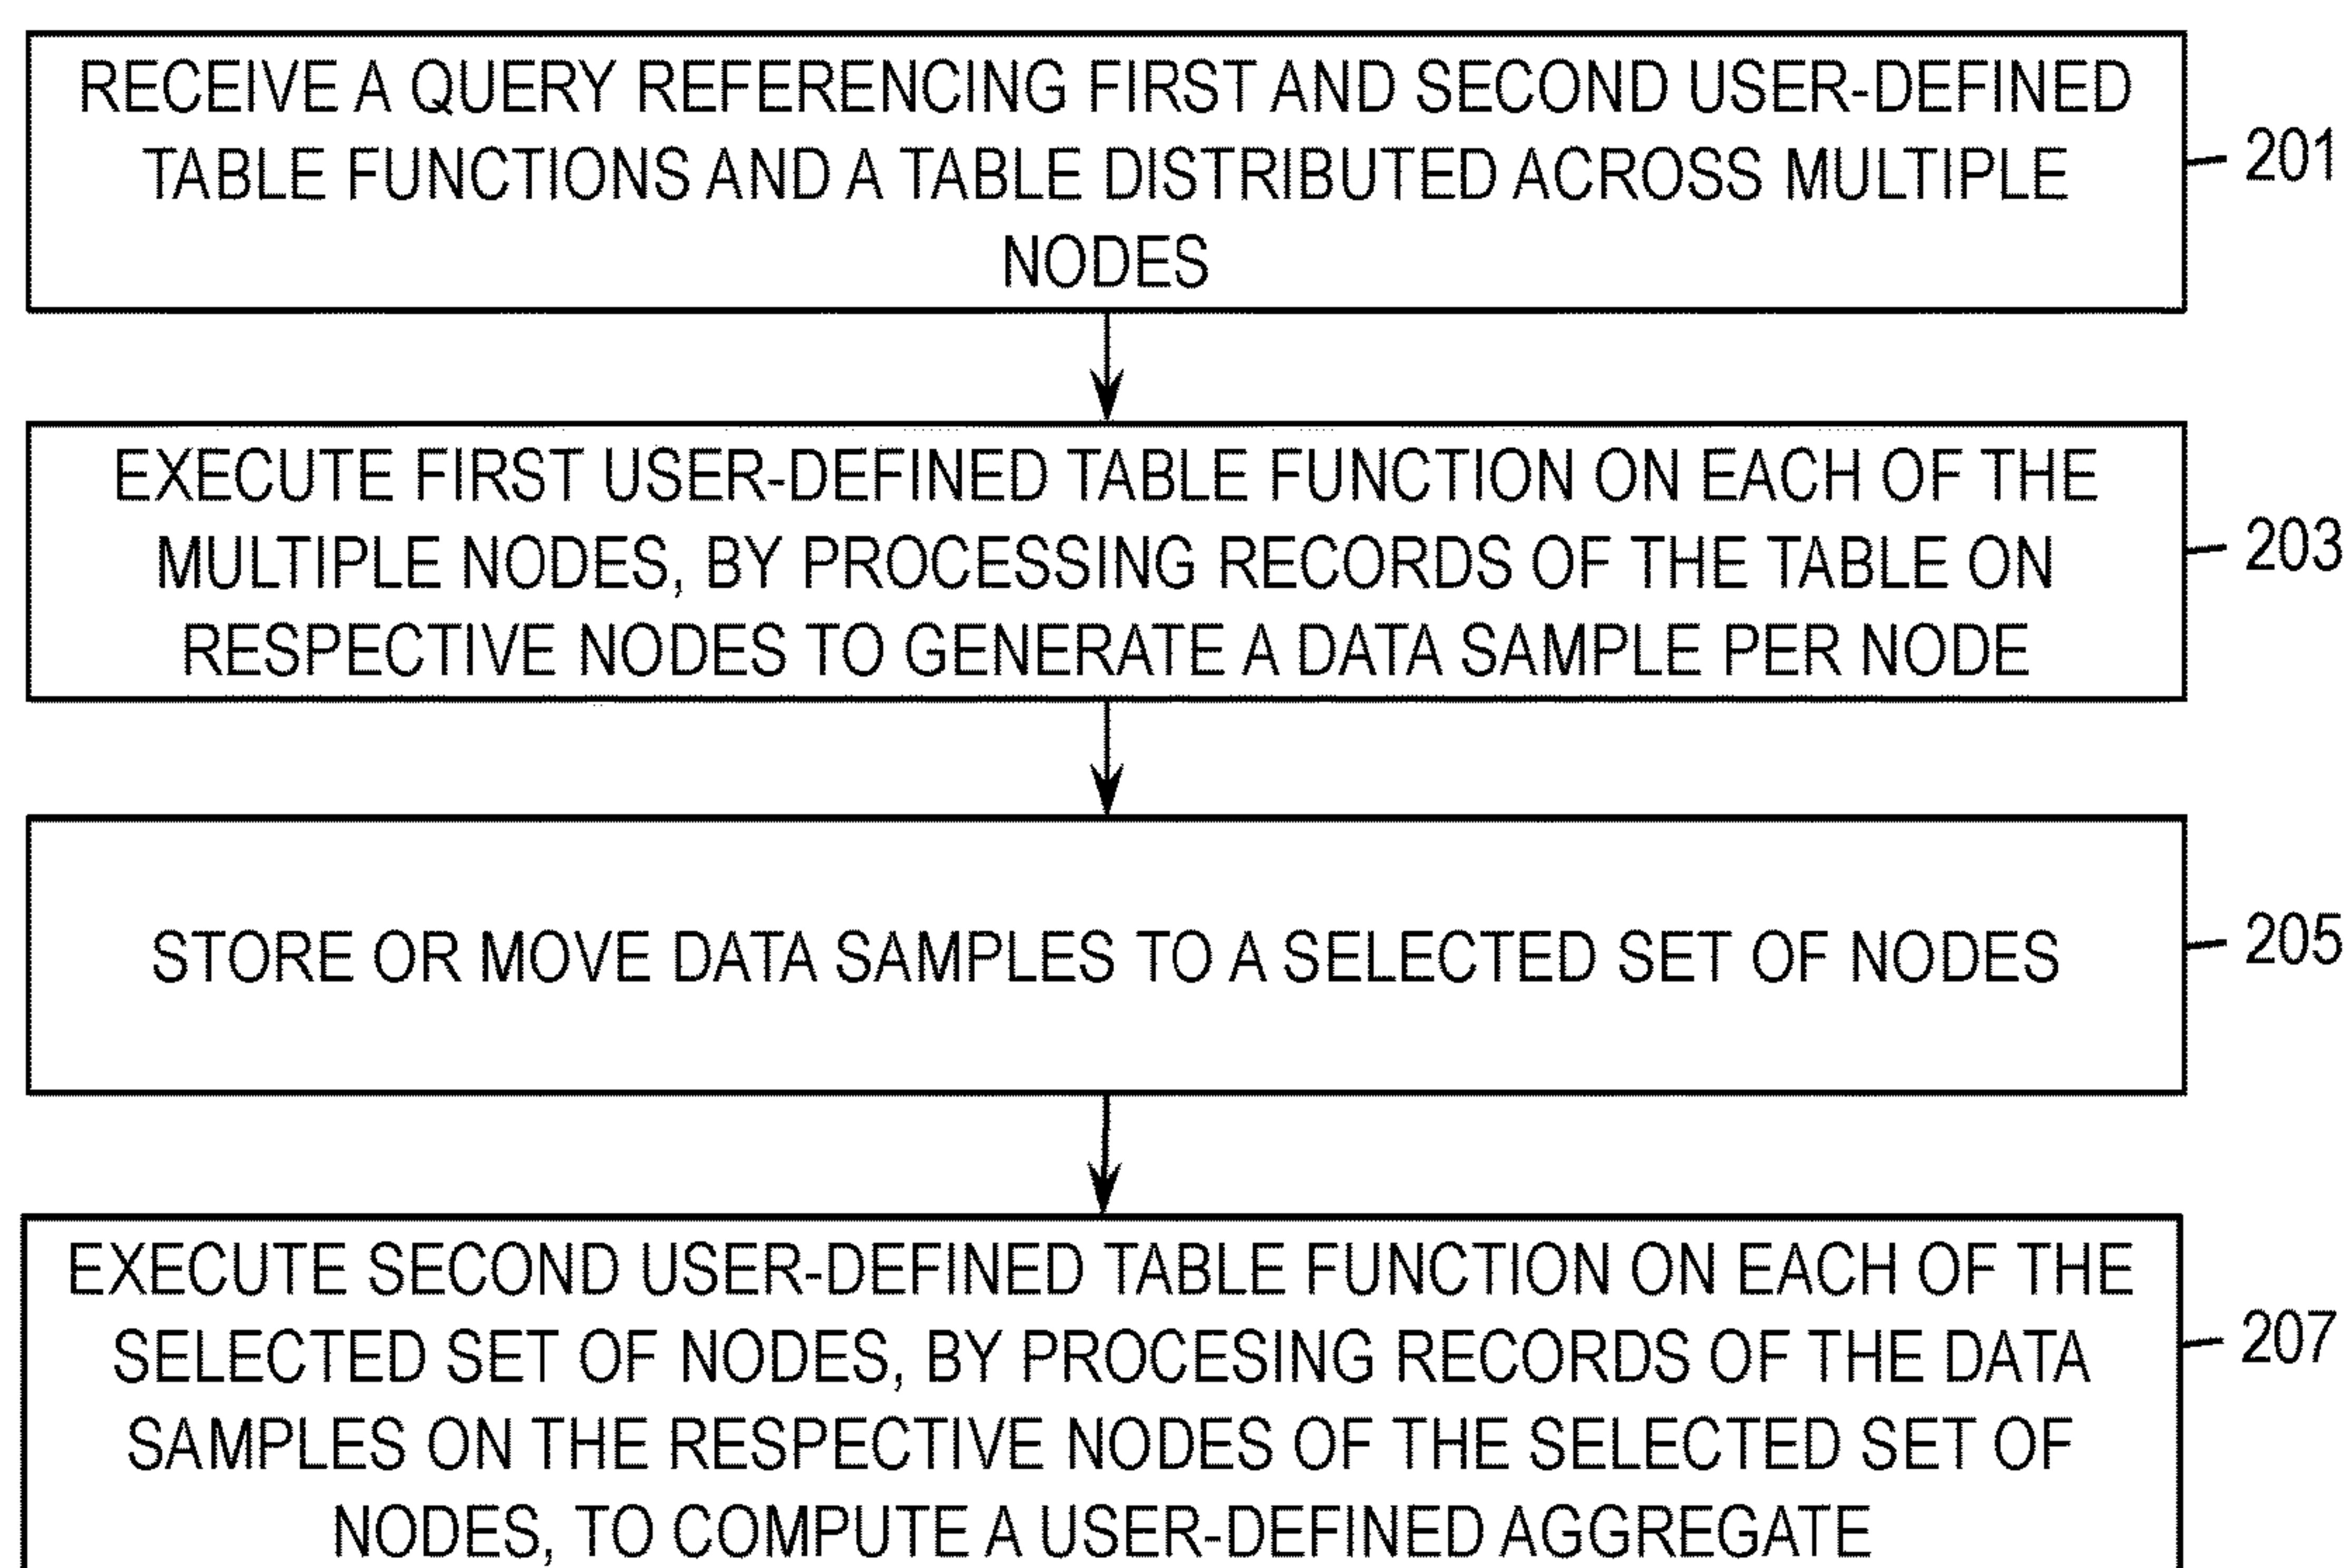 RECEIVE A QUERY REFERENCING FIRST AND SECOND USER-DEFINED
TABLE FUNCTIONS AND A TABLE DISTRIBUTED ACROSS MULTIPLE
NODES
201
EXECUTE FIRST USER-DEFINED TABLE FUNCTION ON EACH OF THE
MULTIPLE NODES, BY PROCESSING RECORDS OF THE TABLE ON
RESPECTIVE NODES TO GENERATE A DATA SAMPLE PER NODE
203
STORE OR MOVE DATA SAMPLES TO A SELECTED SET OF NODES
205
EXECUTE SECOND USER-DEFINED TABLE FUNCTION ON EACH OF THE
SELECTED SET OF NODES, BY PROCESING RECORDS OF THE DATA
SAMPLES ON THE RESPECTIVE NODES OF THE SELECTED SET OF
NODES, TO COMPUTE A USER-DEFINED AGGREGATE
207